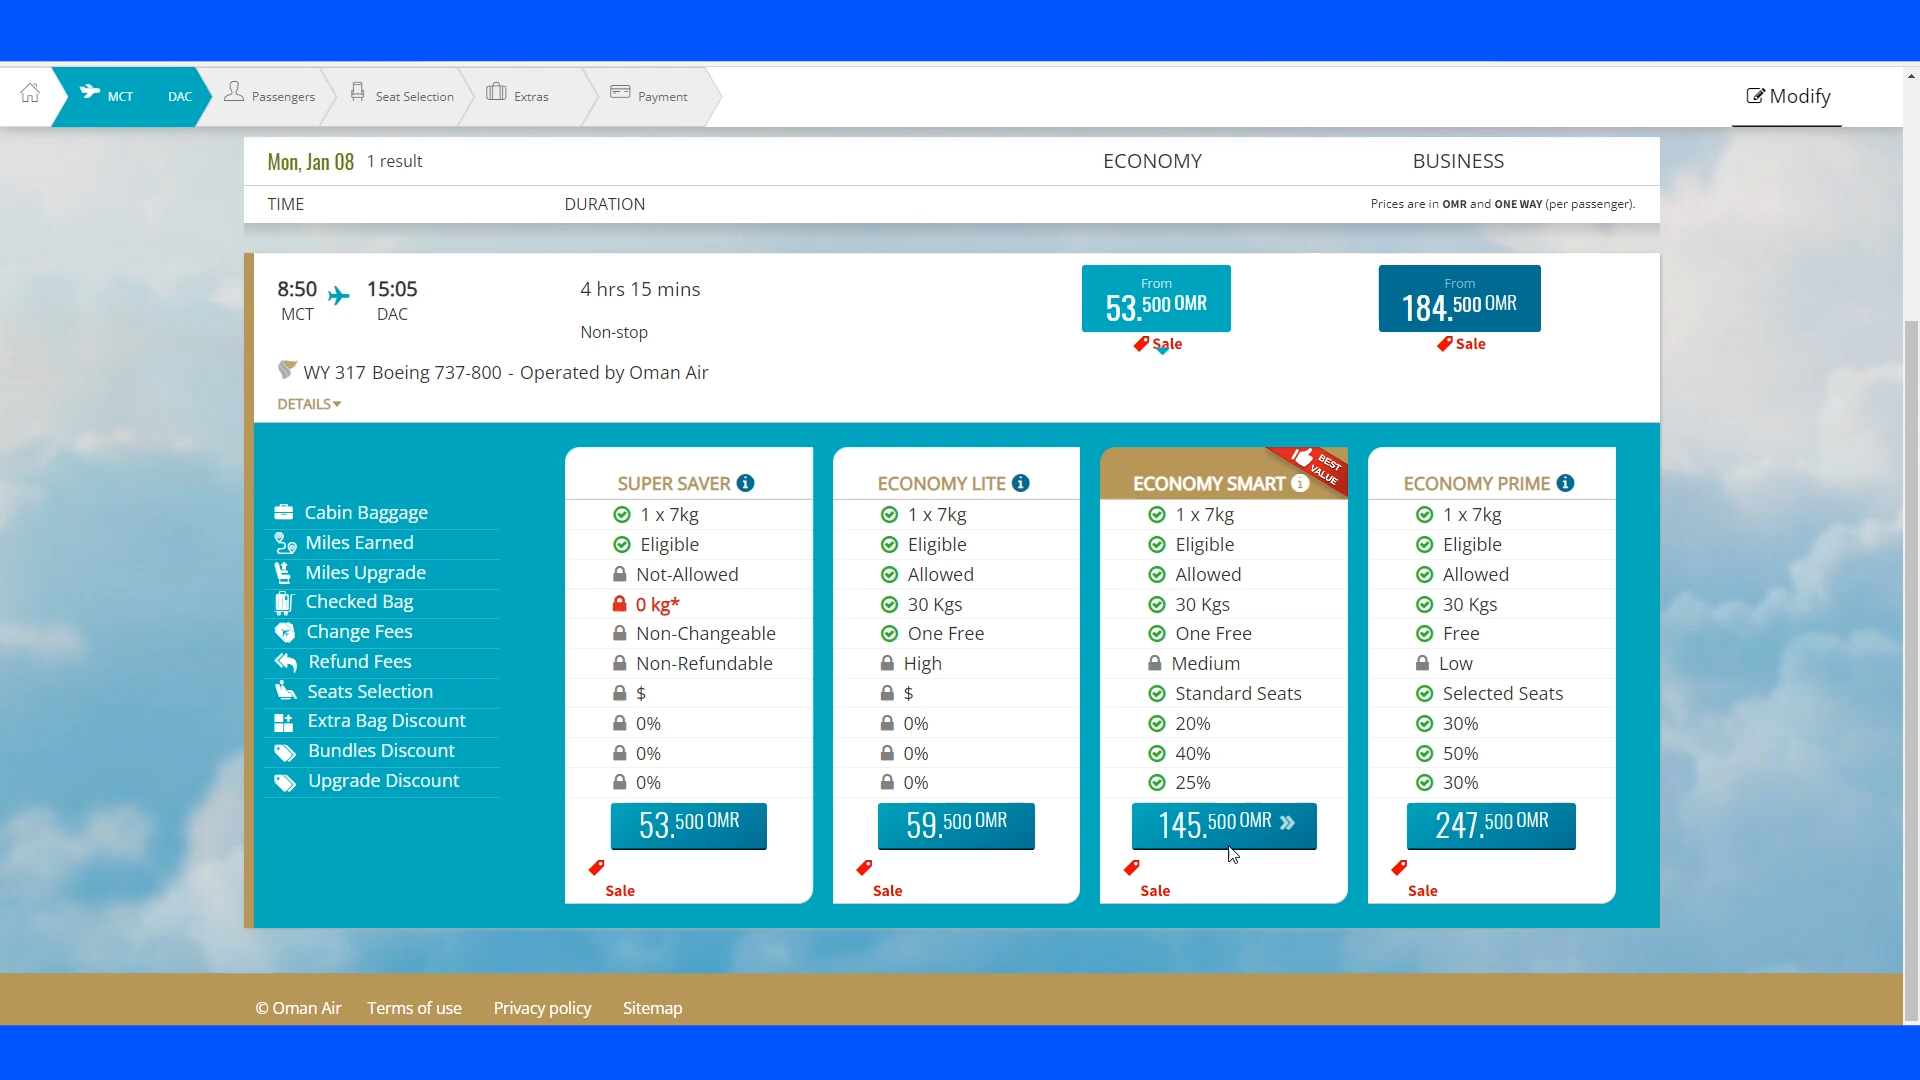 MCT DAC Passengers Seat Selection Extras Payment Modify
Mon, Jan 08 1 result ECONOMY BUSINESS
TIME DURATION Prices are in OMR and ONE WAY (per passenger).
8:50 15:05 4 hrs 15 mins
MCT DAC
Non-stop
From
53.500 OMR
Sale
From
184.500 OMR
Sale
WY 317 Boeing 737-800 - Operated by Oman Air
DETAILS
BEST VALUE
SUPER SAVER ECONOMY LITE ECONOMY SMART ECONOMY PRIME
Cabin Baggage 1 x 7kg 1 x 7kg 1 x 7kg 1 x 7kg
Miles Earned Eligible Eligible Eligible Eligible
Miles Upgrade Not-Allowed Allowed Allowed Allowed
Checked Bag 0 kg* 30 Kgs 30 Kgs 30 Kgs
Change Fees Non-Changeable One Free One Free Free
Refund Fees Non-Refundable High Medium Low
Seats Selection $ $ Standard Seats Selected Seats
Extra Bag Discount 0% 0% 20% 30%
Bundles Discount 0% 0% 40% 50%
Upgrade Discount 0% 0% 25% 30%
53.500 OMR 59.500 OMR 145.500 OMR » 247.500 OMR
Sale Sale Sale Sale
© Oman Air Terms of use Privacy policy Sitemap